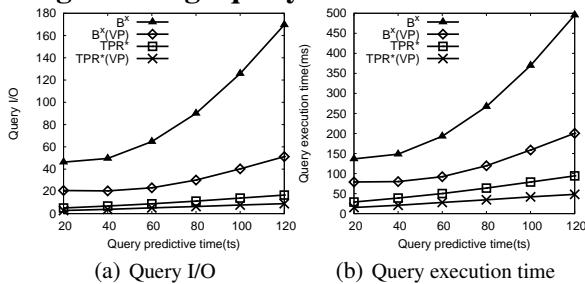 B^x
B^x(VP)
TPR*
TPR*(VP)
180
160
140
120
100
80
60
40
20
0
Query I/O
20 40 60 80 100 120
Query predictive time(ts)
(a) Query I/O
B^x
B^x(VP)
TPR*
TPR*(VP)
500
450
400
350
300
250
200
150
100
50
0
Query execution time(ms)
20 40 60 80 100 120
Query predictive time(ts)
(b) Query execution time